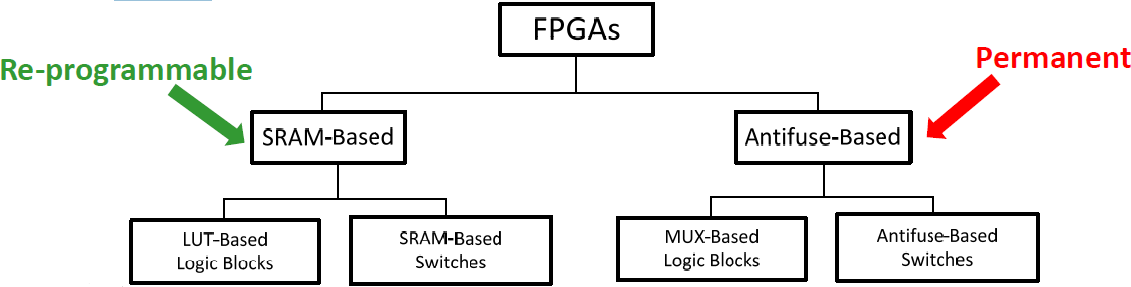 FPGAs
Re-programmable
Permanent
SRAM-Based
Antifuse-Based
LUT-Based
Logic Blocks
SRAM-Based
Switches
MUX-Based
Logic Blocks
Antifuse-Based
Switches